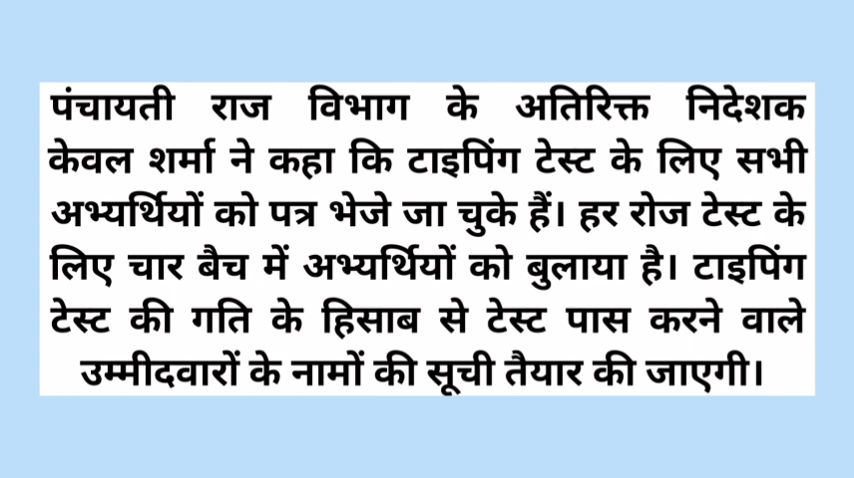 पंचायती राज विभाग के अतिरिक्त निदेशक
केवल शर्मा ने कहा कि टाइपिंग टेस्ट के लिए सभी
अभ्यर्थियों को पत्र भेजे जा चुके हैं। हर रोज टेस्ट के
लिए चार बैच में अभ्यर्थियों को बुलाया है। टाइपिंग
टेस्ट की गति के हिसाब से टेस्ट पास करने वाले
उम्मीदवारों के नामों की सूची तैयार की जाएगी।